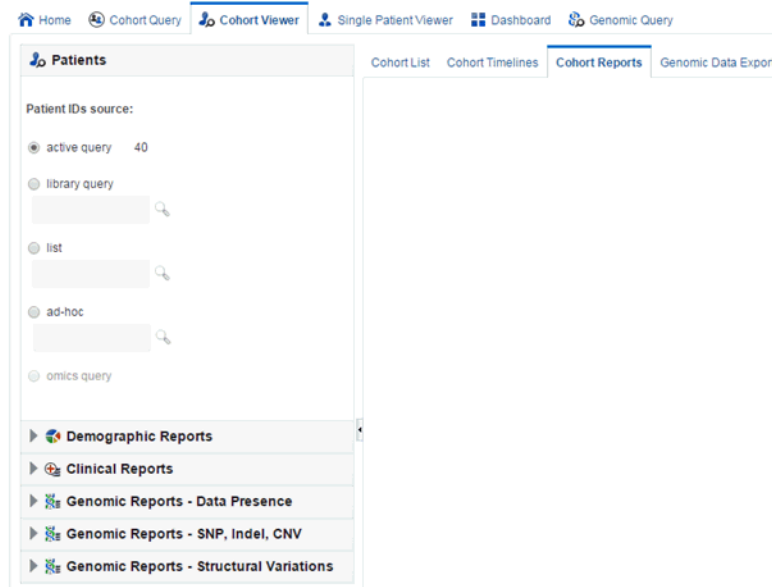 Home Cohort Query Cohort Viewer Single Patient Viewer Dashboard Genomic Query
Patients
Cohort List Cohort Timelines Cohort Reports Genomic Data Expor
Patient IDs source:
active query 40
library query
list
ad-hoc
omics query
Demographic Reports
Clinical Reports
Genomic Reports - Data Presence
Genomic Reports - SNP, Indel, CNV
Genomic Reports - Structural Variations